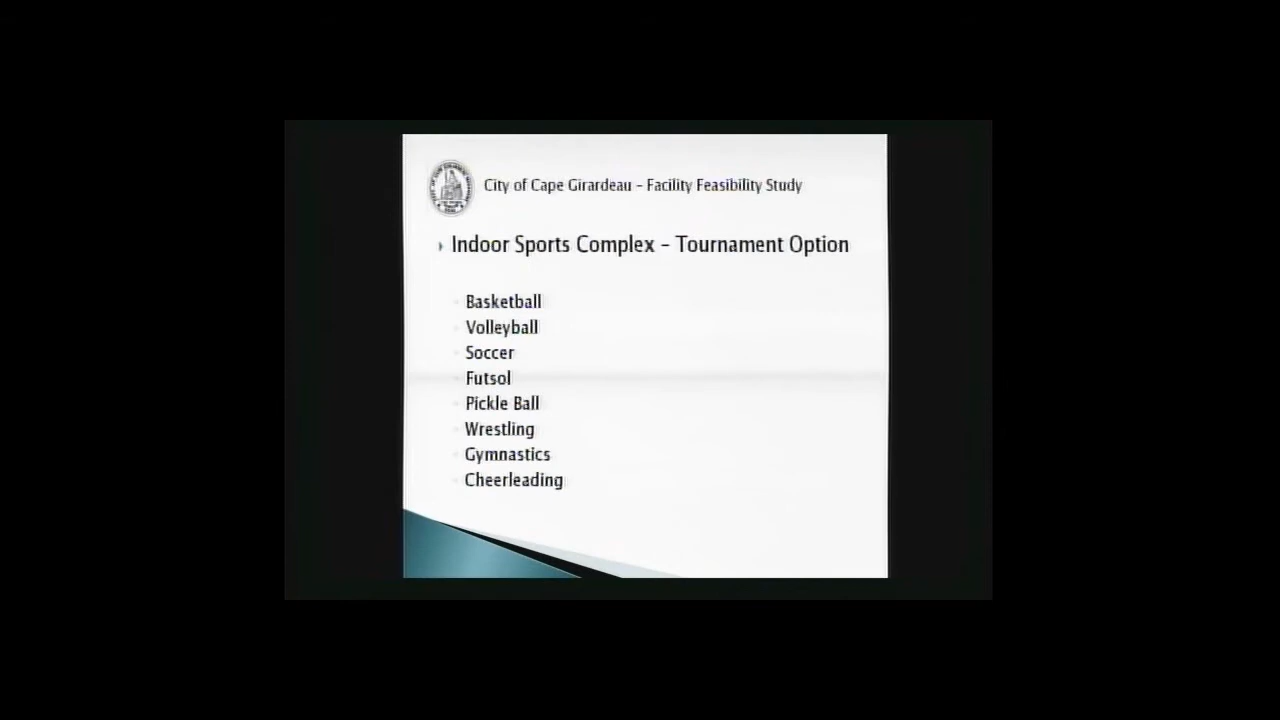 City of Cape Girardeau – Facility Feasibility Study
Indoor Sports Complex – Tournament Option
Basketball
Volleyball
Soccer
Futsol
Pickle Ball
Wrestling
Gymnastics
Cheerleading